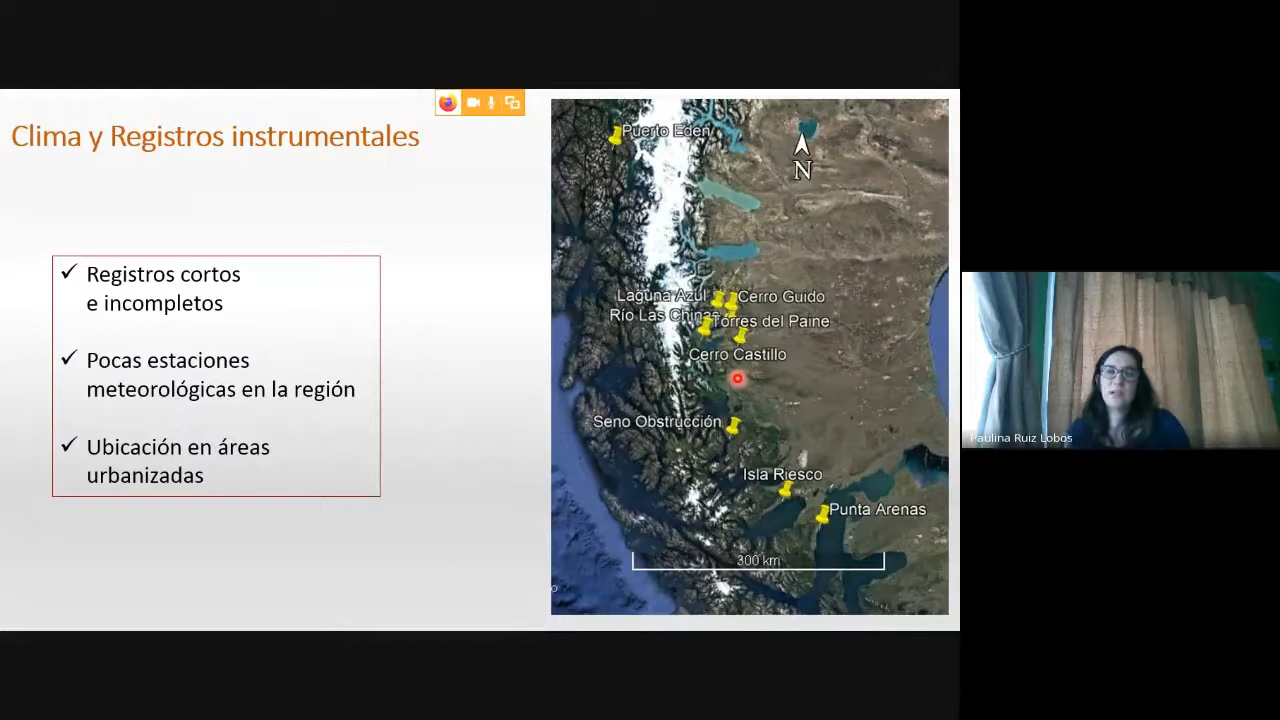 Clima y Registros instrumentales
Registros cortos
e incompletos
Pocas estaciones
meteorológicas en la región
Ubicación en áreas
urbanizadas
Puerto Eden
N
Laguna Azul
Cerro Guido
Río Las Chinas
Torres del Paine
Cerro Castillo
Seno Obstrucción
Isla Riesco
Punta Arenas
300 km
Paulina Ruiz Lobos